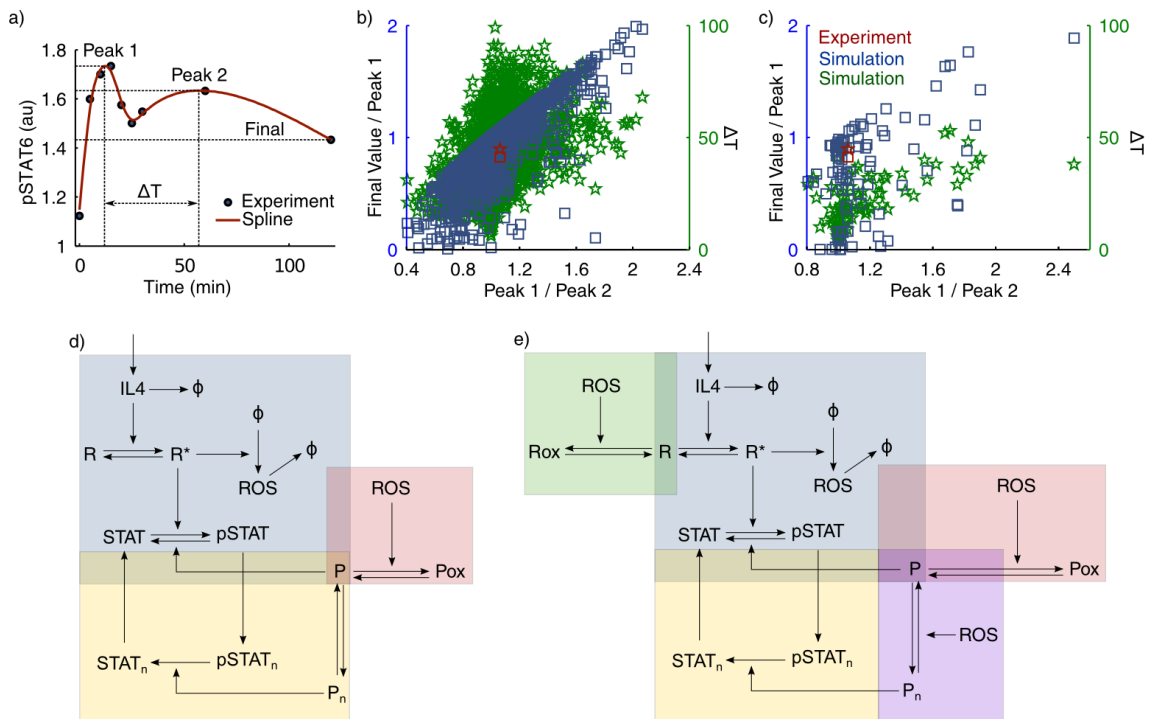 a)
pSTAT6 (au)
1.8
1.6
1.4
1.2
1
Peak 1
Peak 2
Final
ΔT
Experiment
Spline
0
50
100
Time (min)
b)
Final Value / Peak 1
2
1
0
100
50
0
ΔT
0.4
0.8
1.2
1.6
2
2.4
Peak 1 / Peak 2
c)
Final Value / Peak 1
2
1
0
Experiment
Simulation
Simulation
100
50
0
ΔT
0.8
1.2
1.6
2
2.4
Peak 1 / Peak 2
d)
IL4
ϕ
ϕ
R
R*
ϕ
ROS
ROS
STAT
pSTAT
P
Pox
STATn
pSTATn
Pn
e)
ROS
IL4
ϕ
ϕ
Rox
R
R*
ϕ
ROS
ROS
STAT
pSTAT
P
Pox
ROS
STATn
pSTATn
Pn